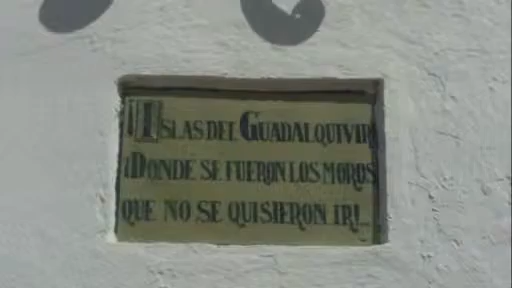 ¡ISLAS DEL GUADALQUIVIR
¡DONDE SE FUERON LOS MOROS
QUE NO SE QUISIERON IR!...